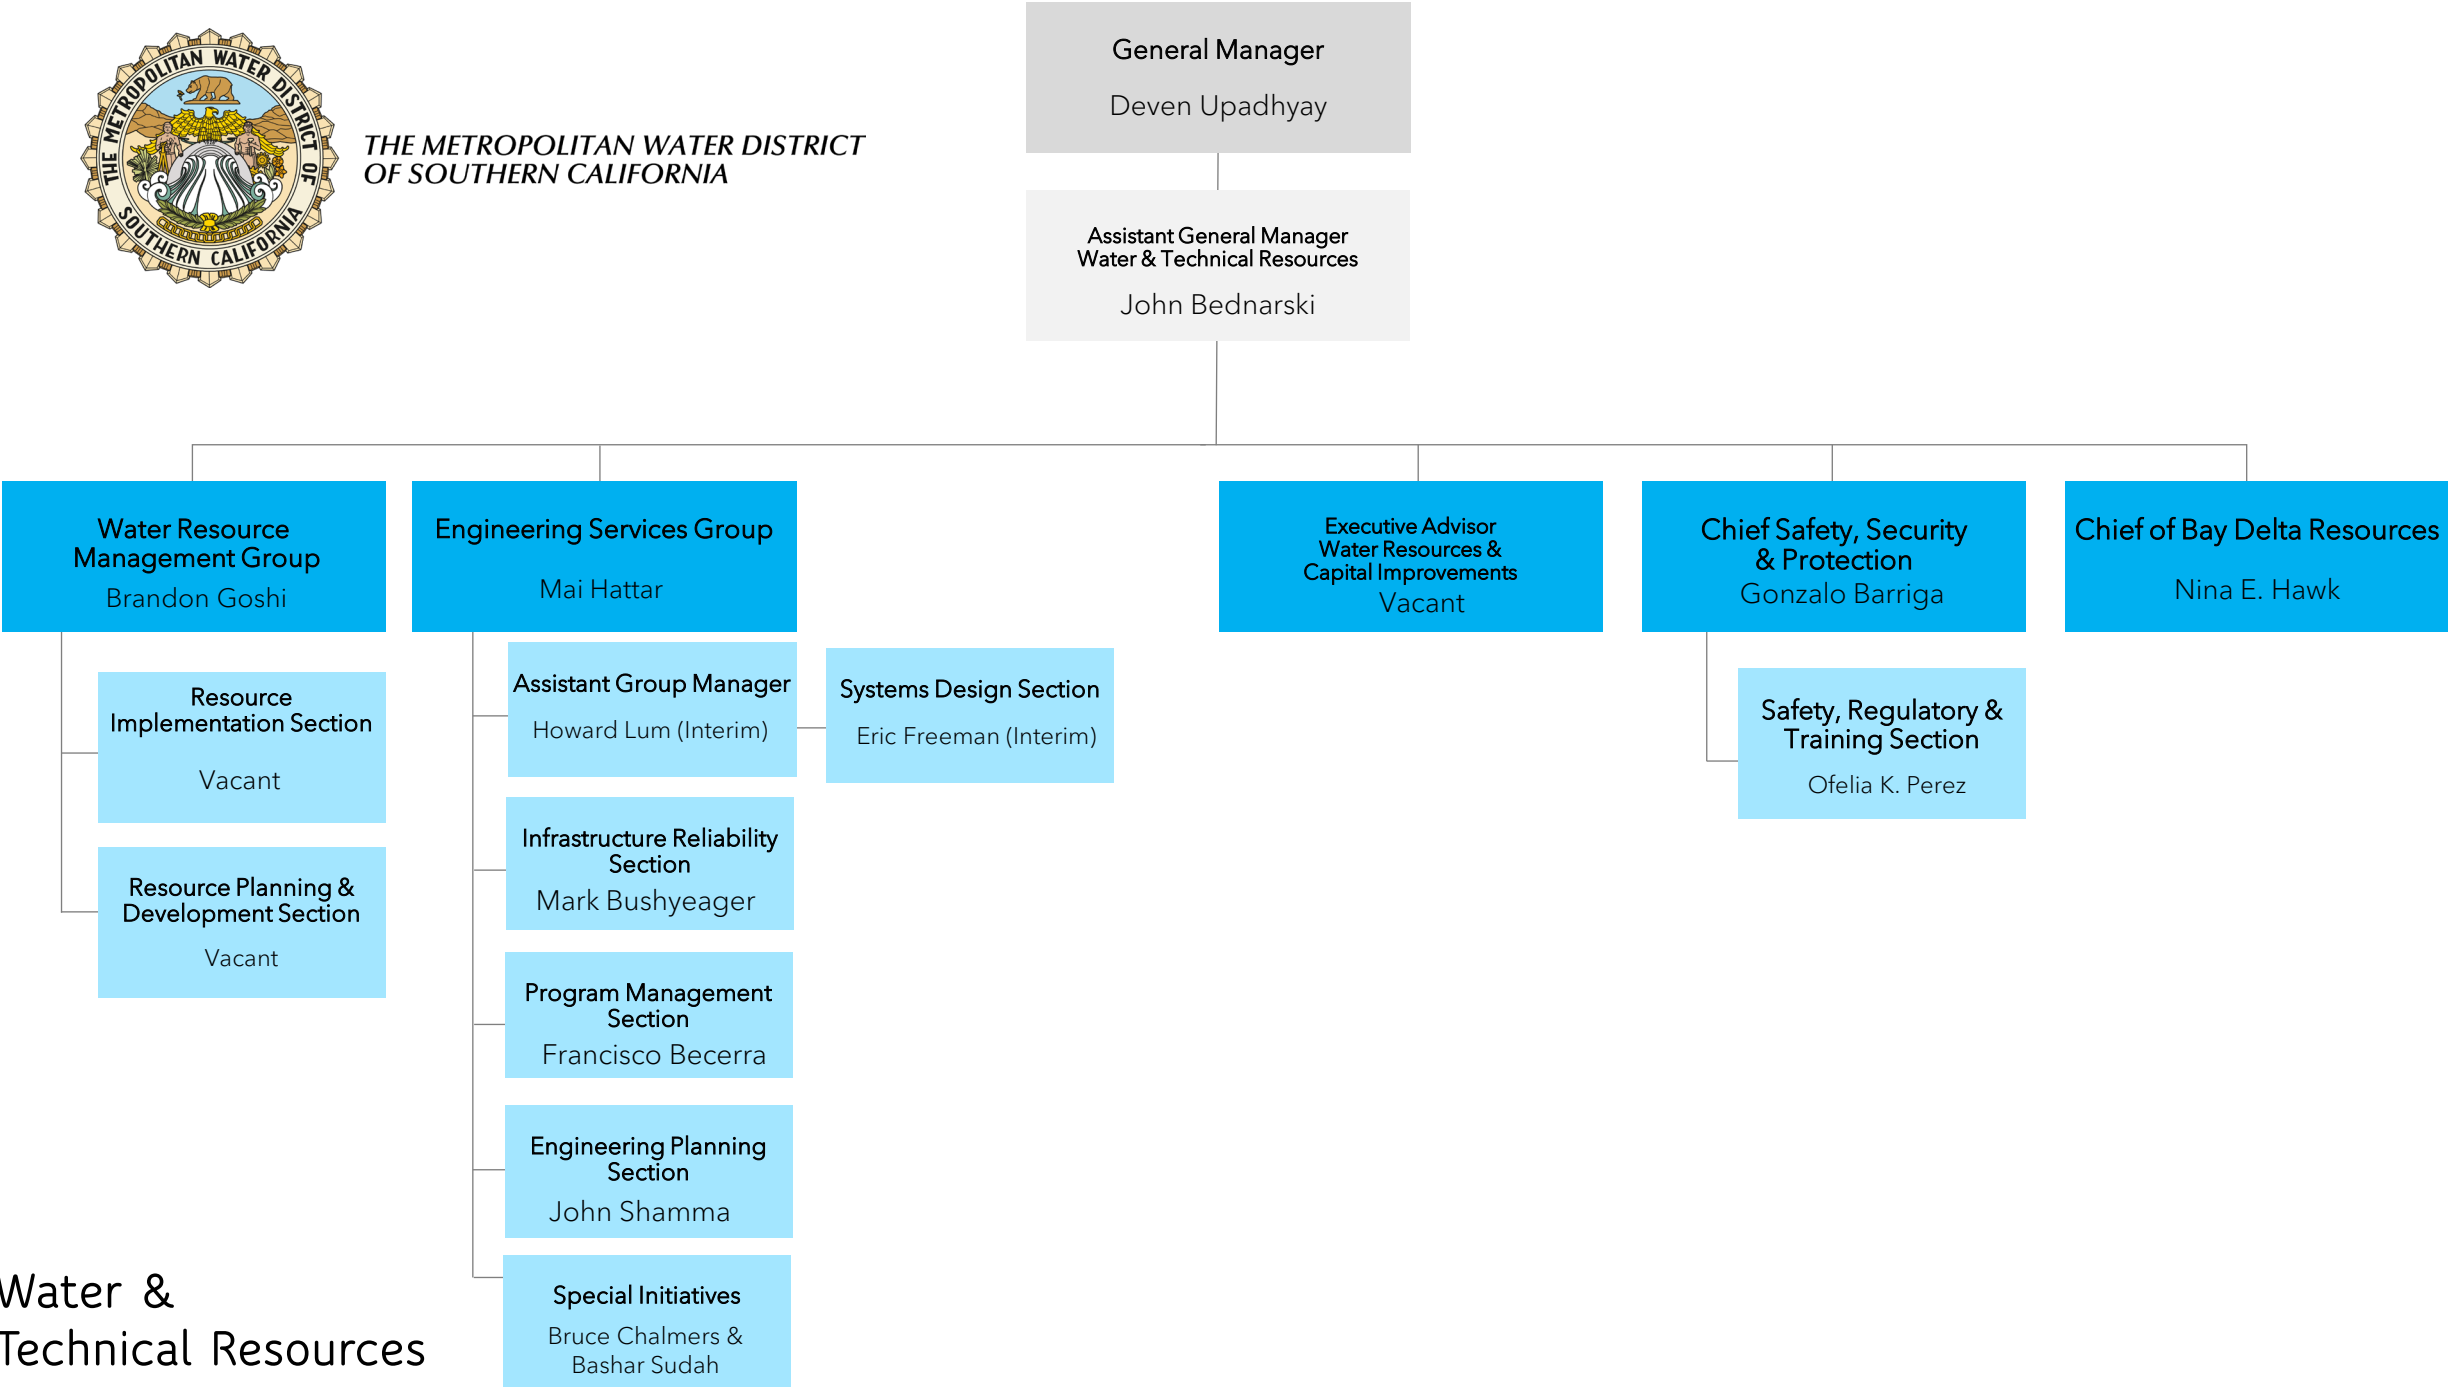 THE METROPOLITAN WATER DISTRICT OF
SOUTHERN CALIFORNIA
THE METROPOLITAN WATER DISTRICT
OF SOUTHERN CALIFORNIA
General Manager
Deven Upadhyay
Assistant General Manager
Water & Technical Resources
John Bednarski
Water Resource
Management Group
Brandon Goshi
Engineering Services Group
Mai Hattar
Executive Advisor
Water Resources &
Capital Improvements
Vacant
Chief Safety, Security
& Protection
Gonzalo Barriga
Chief of Bay Delta Resources
Nina E. Hawk
Resource
Implementation Section
Vacant
Resource Planning &
Development Section
Vacant
Assistant Group Manager
Howard Lum (Interim)
Systems Design Section
Eric Freeman (Interim)
Infrastructure Reliability
Section
Mark Bushyeager
Program Management
Section
Francisco Becerra
Engineering Planning
Section
John Shamma
Special Initiatives
Bruce Chalmers &
Bashar Sudah
Safety, Regulatory &
Training Section
Ofelia K. Perez
Water &
Technical Resources